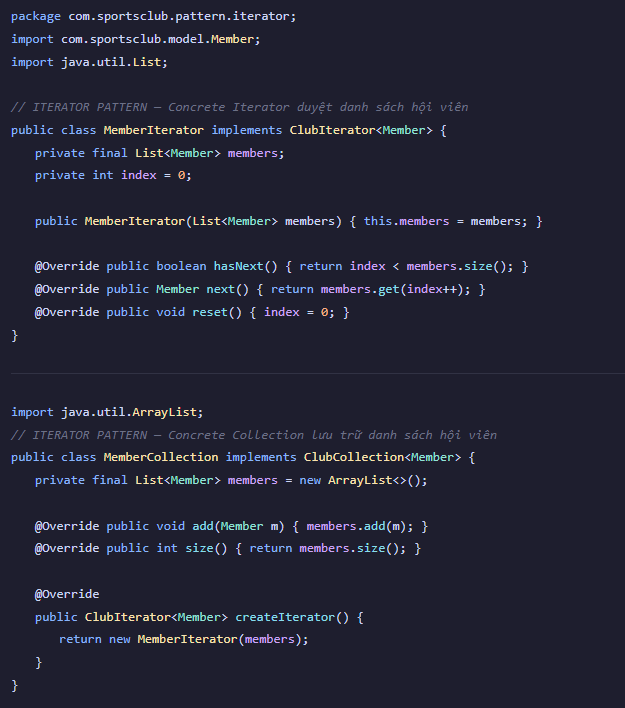 package com.sportsclub.pattern.iterator;
import com.sportsclub.model.Member;
import java.util.List;
// ITERATOR PATTERN — Concrete Iterator duyệt danh sách hội viên
public class MemberIterator implements ClubIterator<Member> {
private final List<Member> members;
private int index = 0;
public MemberIterator(List<Member> members) { this.members = members; }
@Override public boolean hasNext() { return index < members.size(); }
@Override public Member next() { return members.get(index++); }
@Override public void reset() { index = 0; }
}
import java.util.ArrayList;
// ITERATOR PATTERN — Concrete Collection lưu trữ danh sách hội viên
public class MemberCollection implements ClubCollection<Member> {
private final List<Member> members = new ArrayList<>();
@Override public void add(Member m) { members.add(m); }
@Override public int size() { return members.size(); }
@Override
public ClubIterator<Member> createIterator() {
return new MemberIterator(members);
}
}